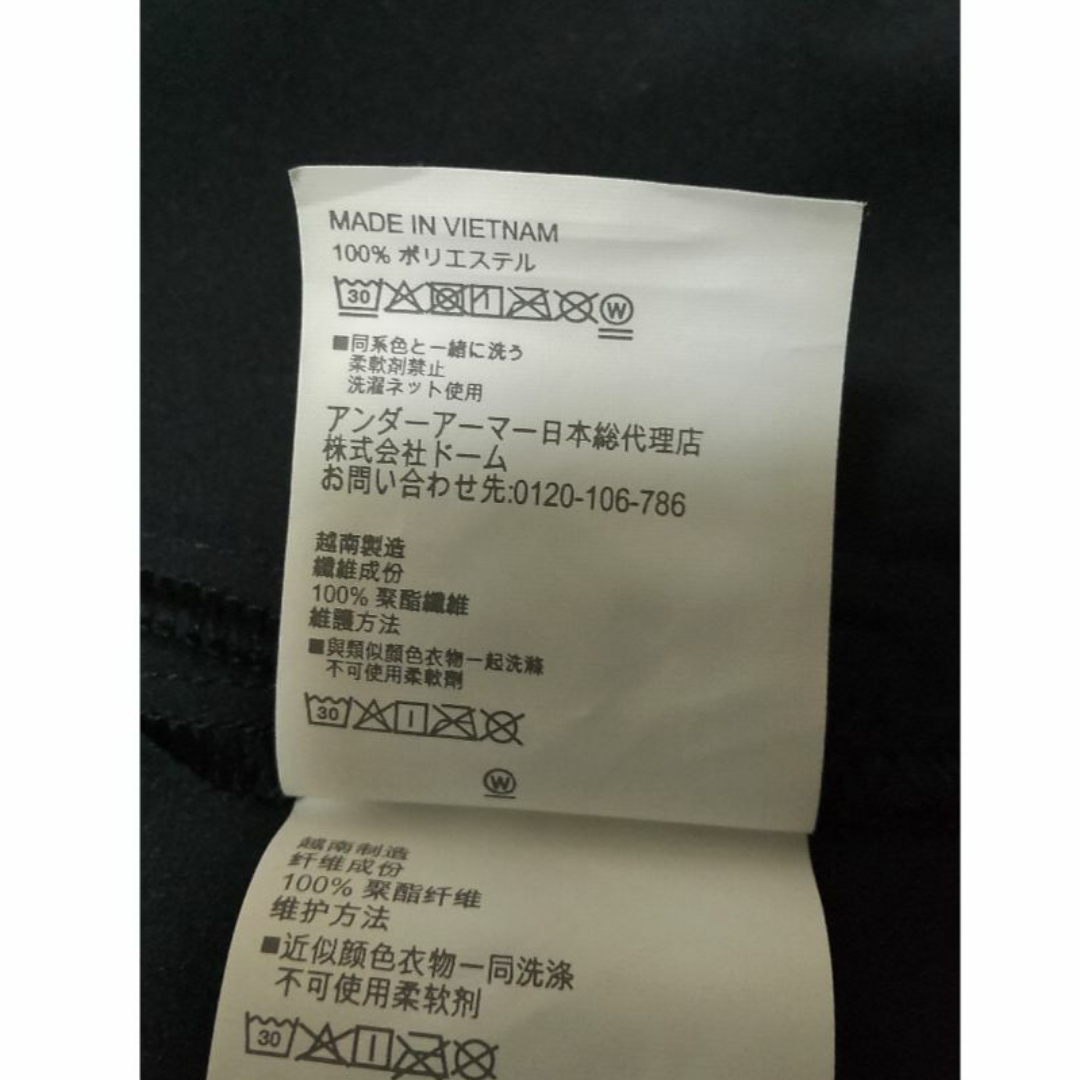 MADE IN VIETNAM
100% ポリエステル
30 W
■同系色と一緒に洗う
柔軟剤禁止
洗濯ネット使用
アンダーアーマー日本総代理店
株式会社ドーム
お問い合わせ先:0120-106-786
越南製造
纖維成份
100% 聚酯纖維
維護方法
■與類似顏色衣物一起洗滌
不可使用柔軟劑
30
W
越南制造
纤维成份
100% 聚酯纤维
维护方法
■近似颜色衣物一同洗涤
不可使用柔软剂
30